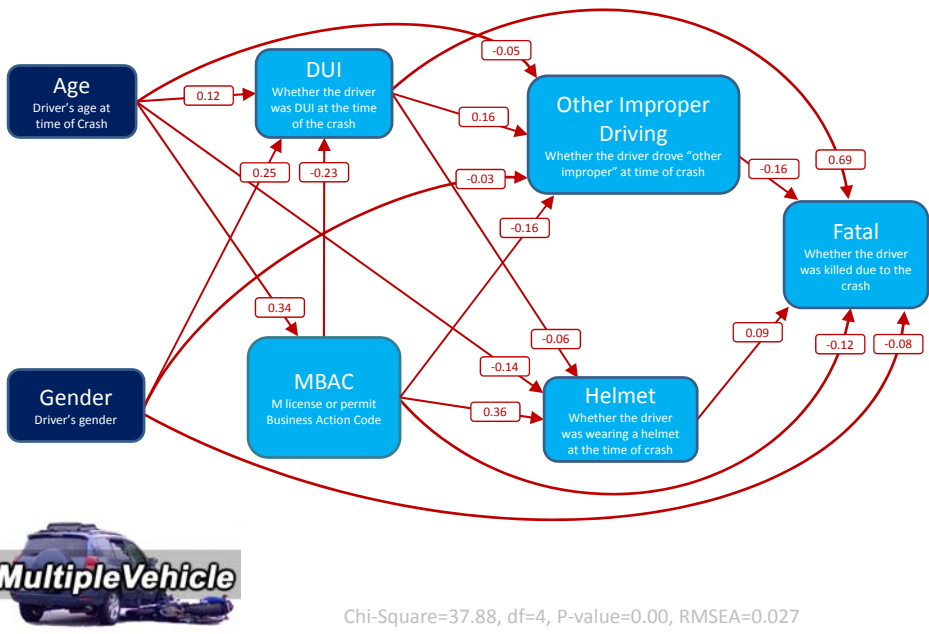 Age
Driver's age at
time of Crash
0.12
DUI
Whether the driver
was DUI at the time
of the crash
-0.05
0.16
Other Improper
Driving
Whether the driver drove "other
improper" at time of crash
0.69
-0.16
0.25
-0.23
-0.03
-0.16
Fatal
Whether the driver
was killed due to the
crash
0.34
-0.06
0.09
-0.12
-0.08
Gender
Driver's gender
MBAC
M license or permit
Business Action Code
-0.14
0.36
Helmet
Whether the driver
was wearing a helmet
at the time of crash
MultipleVehicle
Chi-Square=37.88, df=4, P-value=0.00, RMSEA=0.027